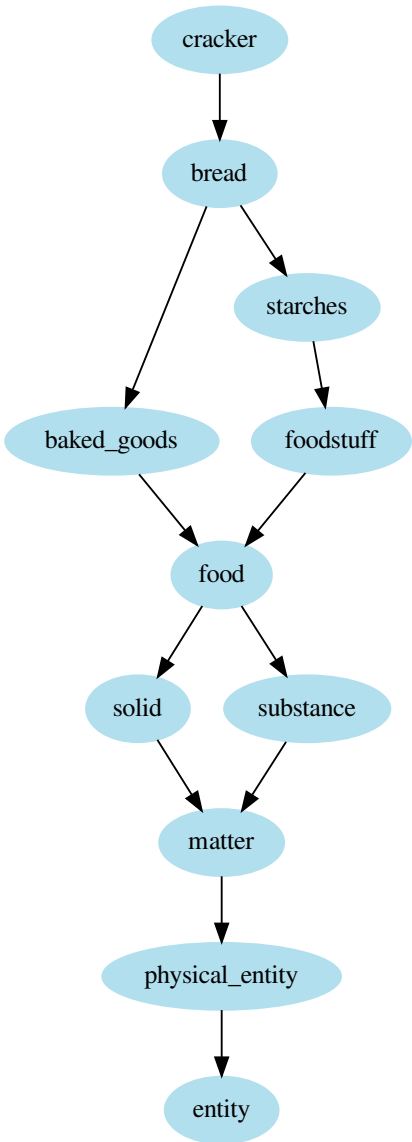 cracker
bread
starches
baked_goods
foodstuff
food
solid
substance
matter
physical_entity
entity